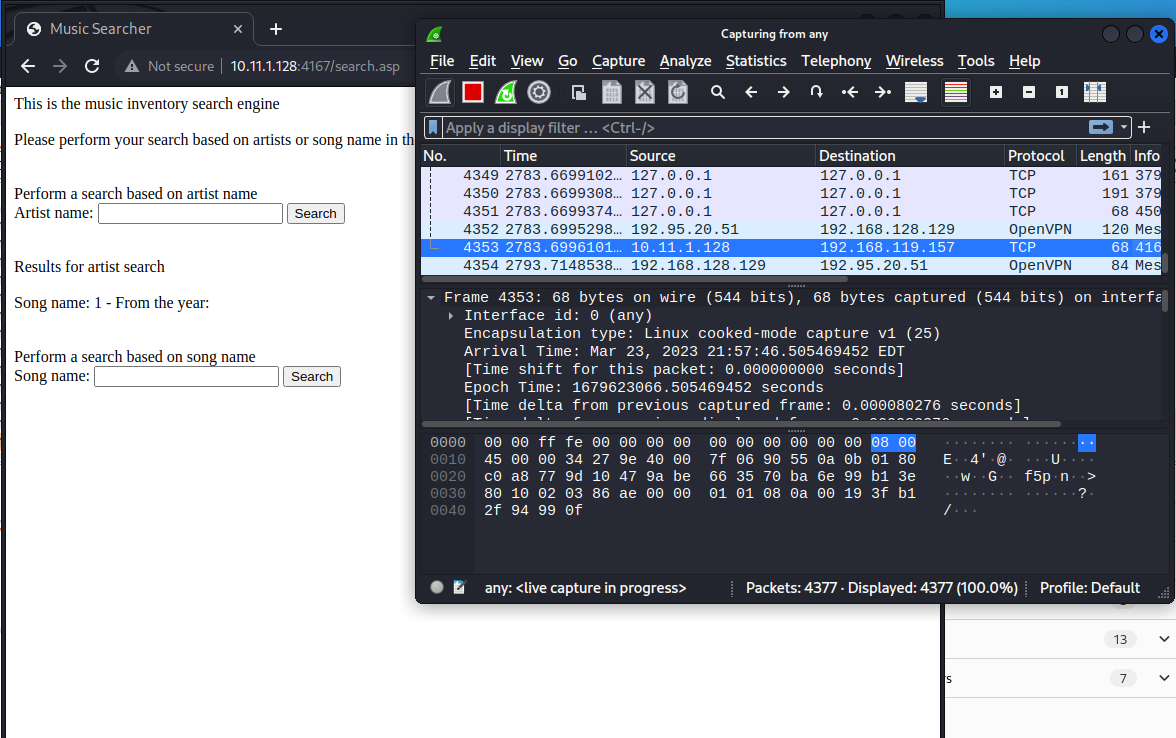 Music Searcher
Not secure | 10.11.1.128:4167/search.asp
This is the music inventory search engine
Please perform your search based on artists or song name in the
Perform a search based on artist name
Artist name: Search
Results for artist search
Song name: 1 - From the year:
Perform a search based on song name
Song name: Search
Capturing from any
File Edit View Go Capture Analyze Statistics Telephony Wireless Tools Help
Apply a display filter … <Ctrl-/>
No. Time Source Destination Protocol Length Info
4349 2783.6699102… 127.0.0.1 127.0.0.1 TCP 161 379
4350 2783.6699308… 127.0.0.1 127.0.0.1 TCP 191 379
4351 2783.6699374… 127.0.0.1 127.0.0.1 TCP 68 450
4352 2783.6995298… 192.95.20.51 192.168.128.129 OpenVPN 120 Mes
4353 2783.6996101… 10.11.1.128 192.168.119.157 TCP 68 416
4354 2793.7148538… 192.168.128.129 192.95.20.51 OpenVPN 84 Mes
Frame 4353: 68 bytes on wire (544 bits), 68 bytes captured (544 bits) on interfa
Interface id: 0 (any)
Encapsulation type: Linux cooked-mode capture v1 (25)
Arrival Time: Mar 23, 2023 21:57:46.505469452 EDT
[Time shift for this packet: 0.000000000 seconds]
Epoch Time: 1679623066.505469452 seconds
[Time delta from previous captured frame: 0.000080276 seconds]
0000 00 00 ff fe 00 00 00 00 00 00 00 00 00 00 08 00 ········ ········
0010 45 00 00 34 27 9e 40 00 7f 06 90 55 0a 0b 01 80 E··4'·@· ···U····
0020 c0 a8 77 9d 10 47 9a be 66 35 70 ba 6e 99 b1 3e ··w··G·· f5p·n··>
0030 80 10 02 03 86 ae 00 00 01 01 08 0a 00 19 3f b1 ········ ······?·
0040 2f 94 99 0f /···
any: <live capture in progress> Packets: 4377 · Displayed: 4377 (100.0%) Profile: Default
13
s 7